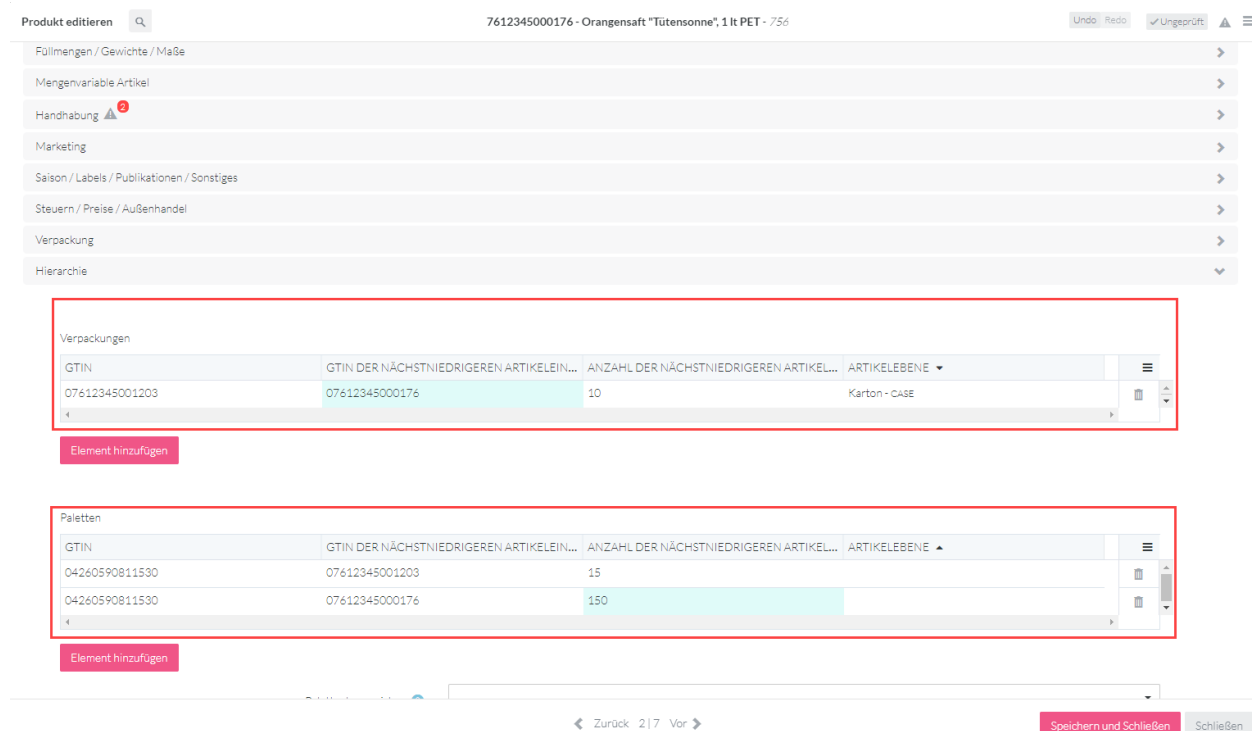 Produkt editieren 7612345000176 - Orangensaft "Tütensonne", 1 lt PET - 756 Undo Redo Ungeprüft
Füllmengen / Gewichte / Maße
Mengenvariable Artikel
Handhabung 2
Marketing
Saison / Labels / Publikationen / Sonstiges
Steuern / Preise / Außenhandel
Verpackung
Hierarchie
Verpackungen
GTIN GTIN DER NÄCHSTNIEDRIGEREN ARTIKELEIN... ANZAHL DER NÄCHSTNIEDRIGEREN ARTIKEL... ARTIKELEBENE
07612345001203 07612345000176 10 Karton - CASE
Element hinzufügen
Paletten
GTIN GTIN DER NÄCHSTNIEDRIGEREN ARTIKELEIN... ANZAHL DER NÄCHSTNIEDRIGEREN ARTIKEL... ARTIKELEBENE
04260590811530 07612345001203 15
04260590811530 07612345000176 150
Element hinzufügen
Zurück 2|7 Vor Speichern und Schließen Schließen